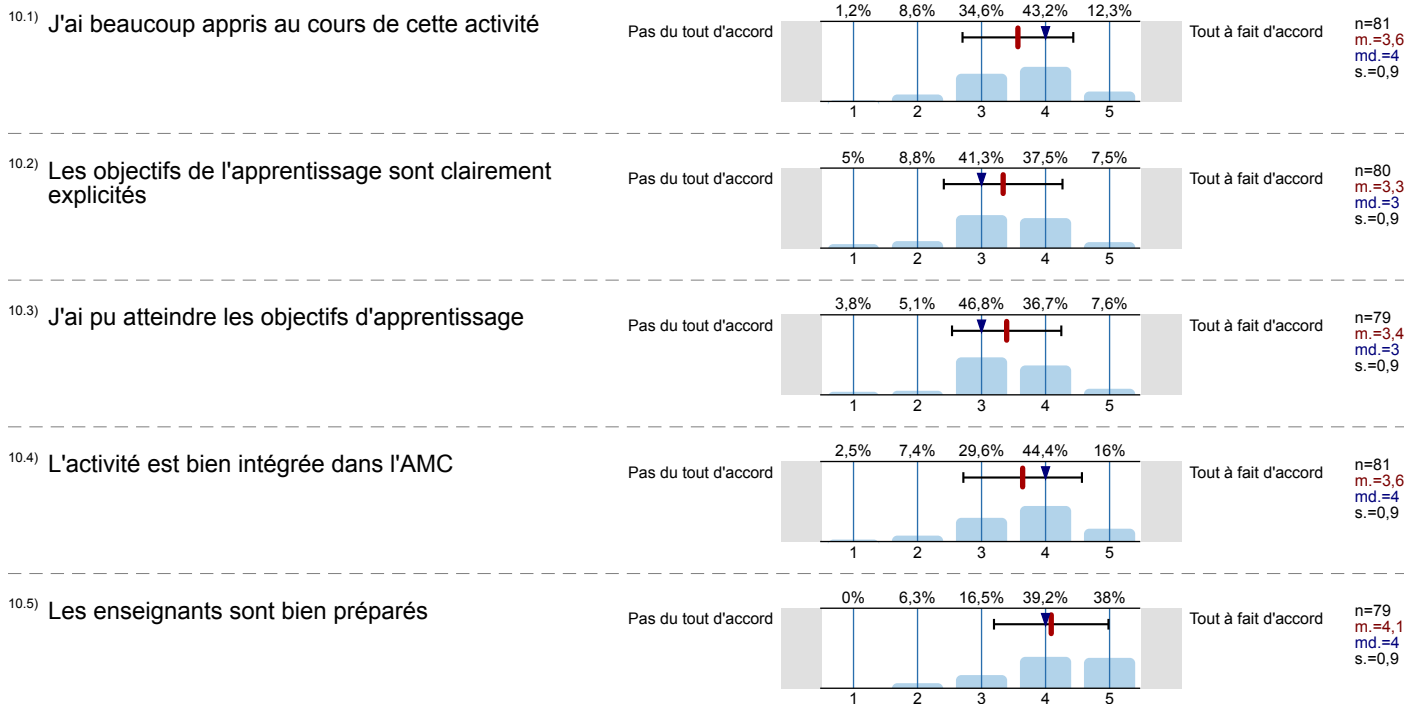 10.1) J'ai beaucoup appris au cours de cette activité
Pas du tout d'accord
1,2% 8,6% 34,6% 43,2% 12,3%
1 2 3 4 5
Tout à fait d'accord
n=81
m.=3,6
md.=4
s.=0,9
10.2) Les objectifs de l'apprentissage sont clairement
explicités
Pas du tout d'accord
5% 8,8% 41,3% 37,5% 7,5%
1 2 3 4 5
Tout à fait d'accord
n=80
m.=3,3
md.=3
s.=0,9
10.3) J'ai pu atteindre les objectifs d'apprentissage
Pas du tout d'accord
3,8% 5,1% 46,8% 36,7% 7,6%
1 2 3 4 5
Tout à fait d'accord
n=79
m.=3,4
md.=3
s.=0,9
10.4) L'activité est bien intégrée dans l'AMC
Pas du tout d'accord
2,5% 7,4% 29,6% 44,4% 16%
1 2 3 4 5
Tout à fait d'accord
n=81
m.=3,6
md.=4
s.=0,9
10.5) Les enseignants sont bien préparés
Pas du tout d'accord
0% 6,3% 16,5% 39,2% 38%
1 2 3 4 5
Tout à fait d'accord
n=79
m.=4,1
md.=4
s.=0,9